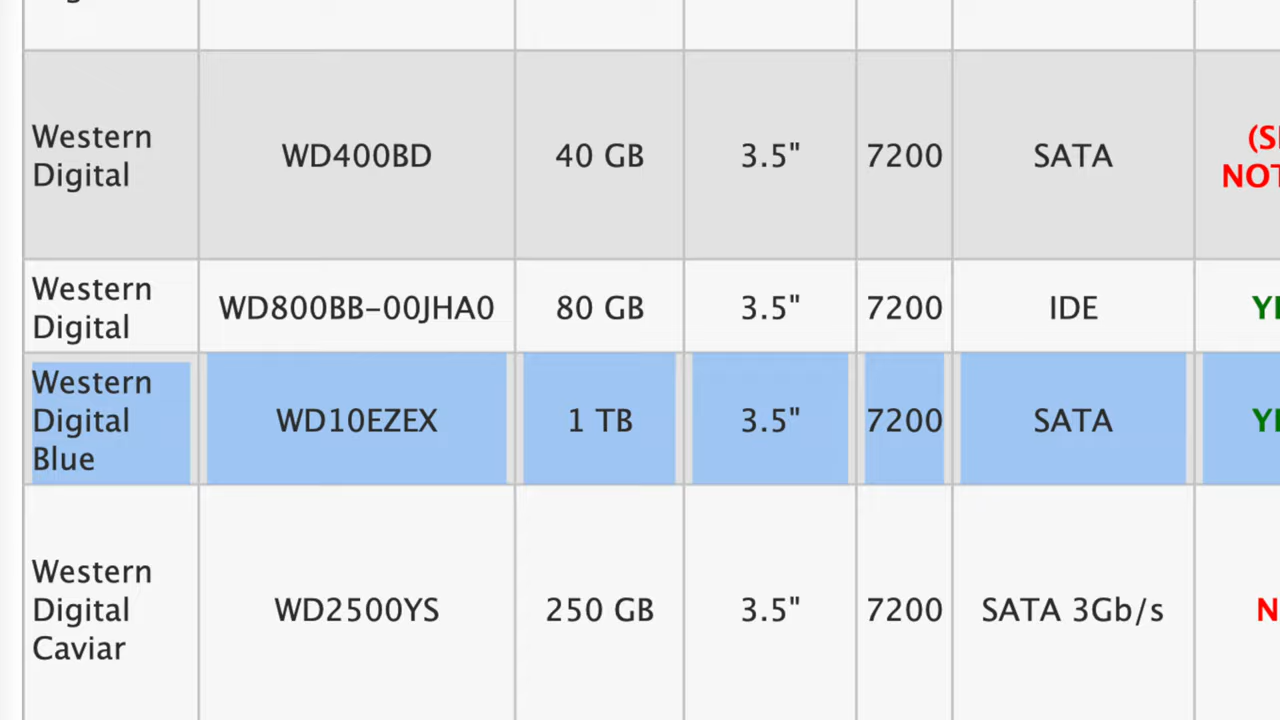 Western
Digital
WD400BD
40 GB
3.5"
7200
SATA
NOT
Western
Digital
WD800BB-00JHA0
80 GB
3.5"
7200
IDE
Western
Digital
Blue
WD10EZEX
1 TB
3.5"
7200
SATA
Western
Digital
Caviar
WD2500YS
250 GB
3.5"
7200
SATA 3Gb/s